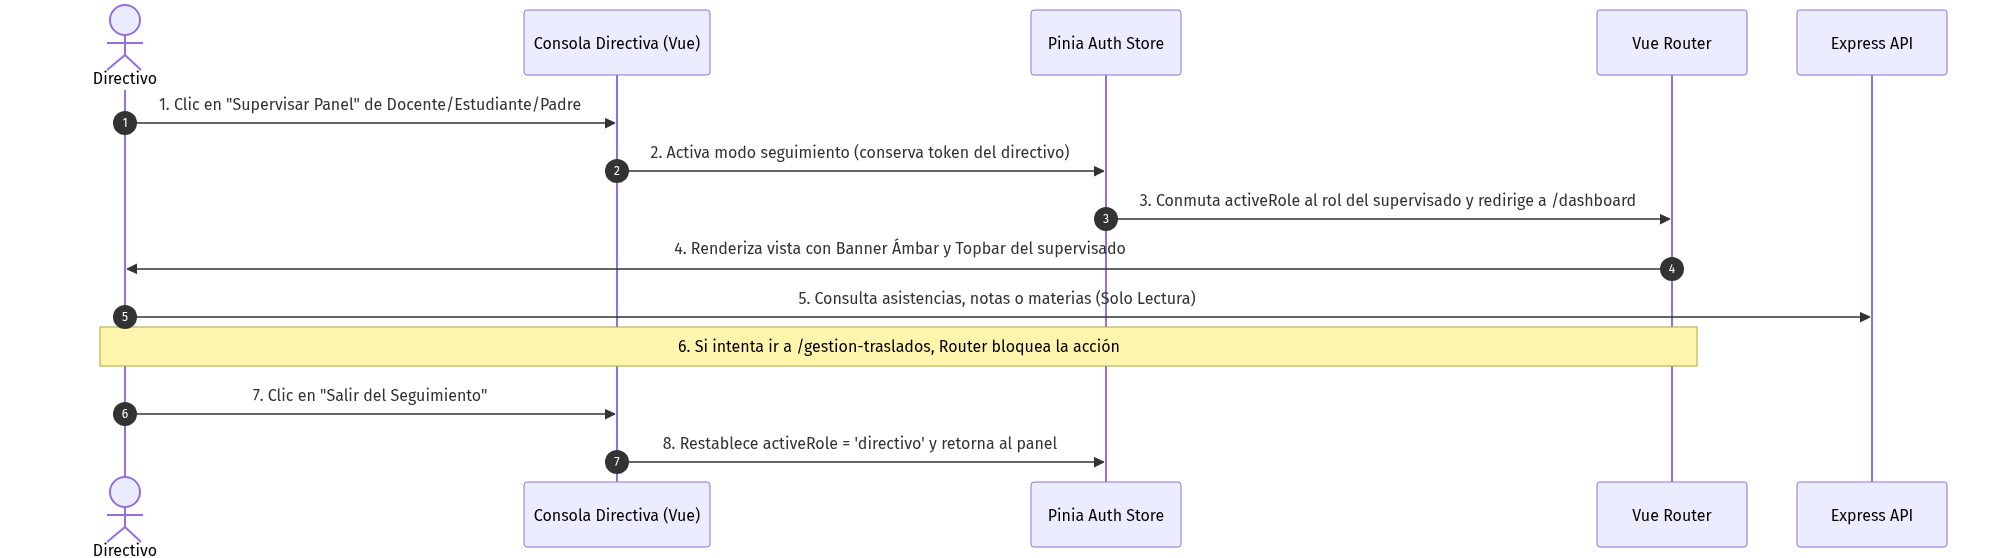 Directivo
Consola Directiva (Vue)
Pinia Auth Store
Vue Router
Express API
1. Clic en "Supervisar Panel" de Docente/Estudiante/Padre
1
2. Activa modo seguimiento (conserva token del directivo)
2
3. Conmuta activeRole al rol del supervisado y redirige a /dashboard
3
4. Renderiza vista con Banner Ámbar y Topbar del supervisado
4
5. Consulta asistencias, notas o materias (Solo Lectura)
5
6. Si intenta ir a /gestion-traslados, Router bloquea la acción
7. Clic en "Salir del Seguimiento"
6
8. Restablece activeRole = 'directivo' y retorna al panel
7
Directivo
Consola Directiva (Vue)
Pinia Auth Store
Vue Router
Express API